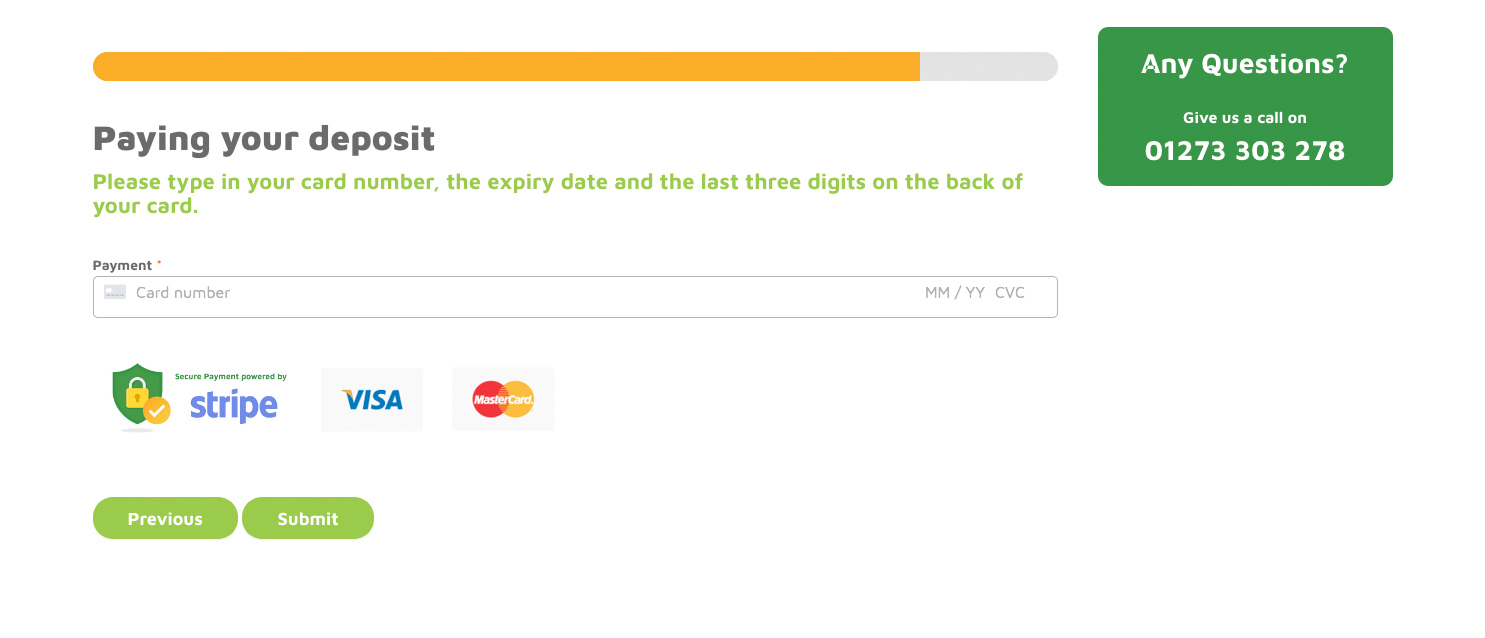 Any Questions?
Give us a call on
01273 303 278
Paying your deposit
Please type in your card number, the expiry date and the last three digits on the back of
your card.
Payment *
Card number MM / YY CVC
Secure Payment powered by
stripe
VISA
MasterCard.
Previous Submit